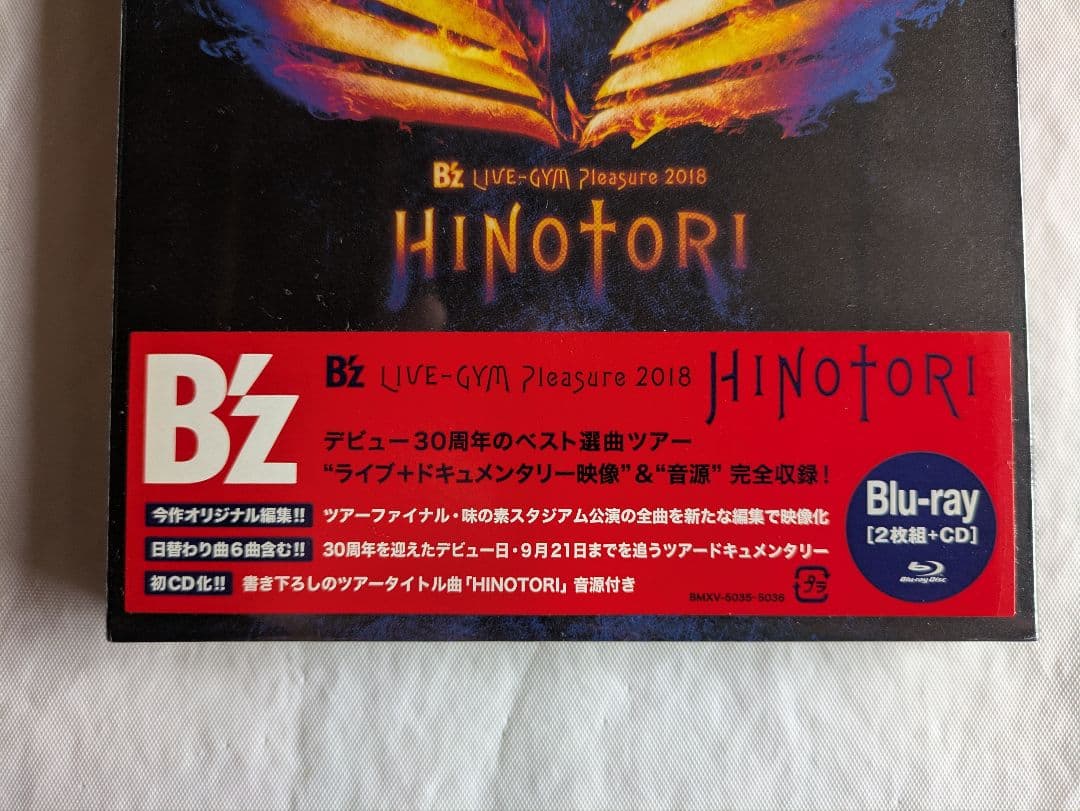 B'z LIVE-GYM Pleasure 2018
HINOTORI
B'z
B'z LIVE-GYM Pleasure 2018 HINOTORI
デビュー30周年のベスト選曲ツアー
“ライブ+ドキュメンタリー映像”&“音源” 完全収録!
今作オリジナル編集!! ツアーファイナル・味の素スタジアム公演の全曲を新たな編集で映像化
日替わり曲6曲含む!! 30周年を迎えたデビュー日・9月21日までを追うツアードキュメンタリー
初CD化!! 書き下ろしのツアータイトル曲「HINOTORI」音源付き
BMXV-5035-5036
プラ
Blu-ray
[2枚組+CD]
Blu-ray Disc